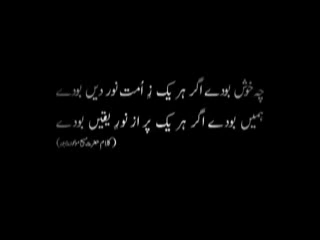 چہ خوش بودے اگر ہر یک زِ اُمت نور دیں بودے
ہمیں بودے اگر ہر یک پر از نورِ یقیں بودے